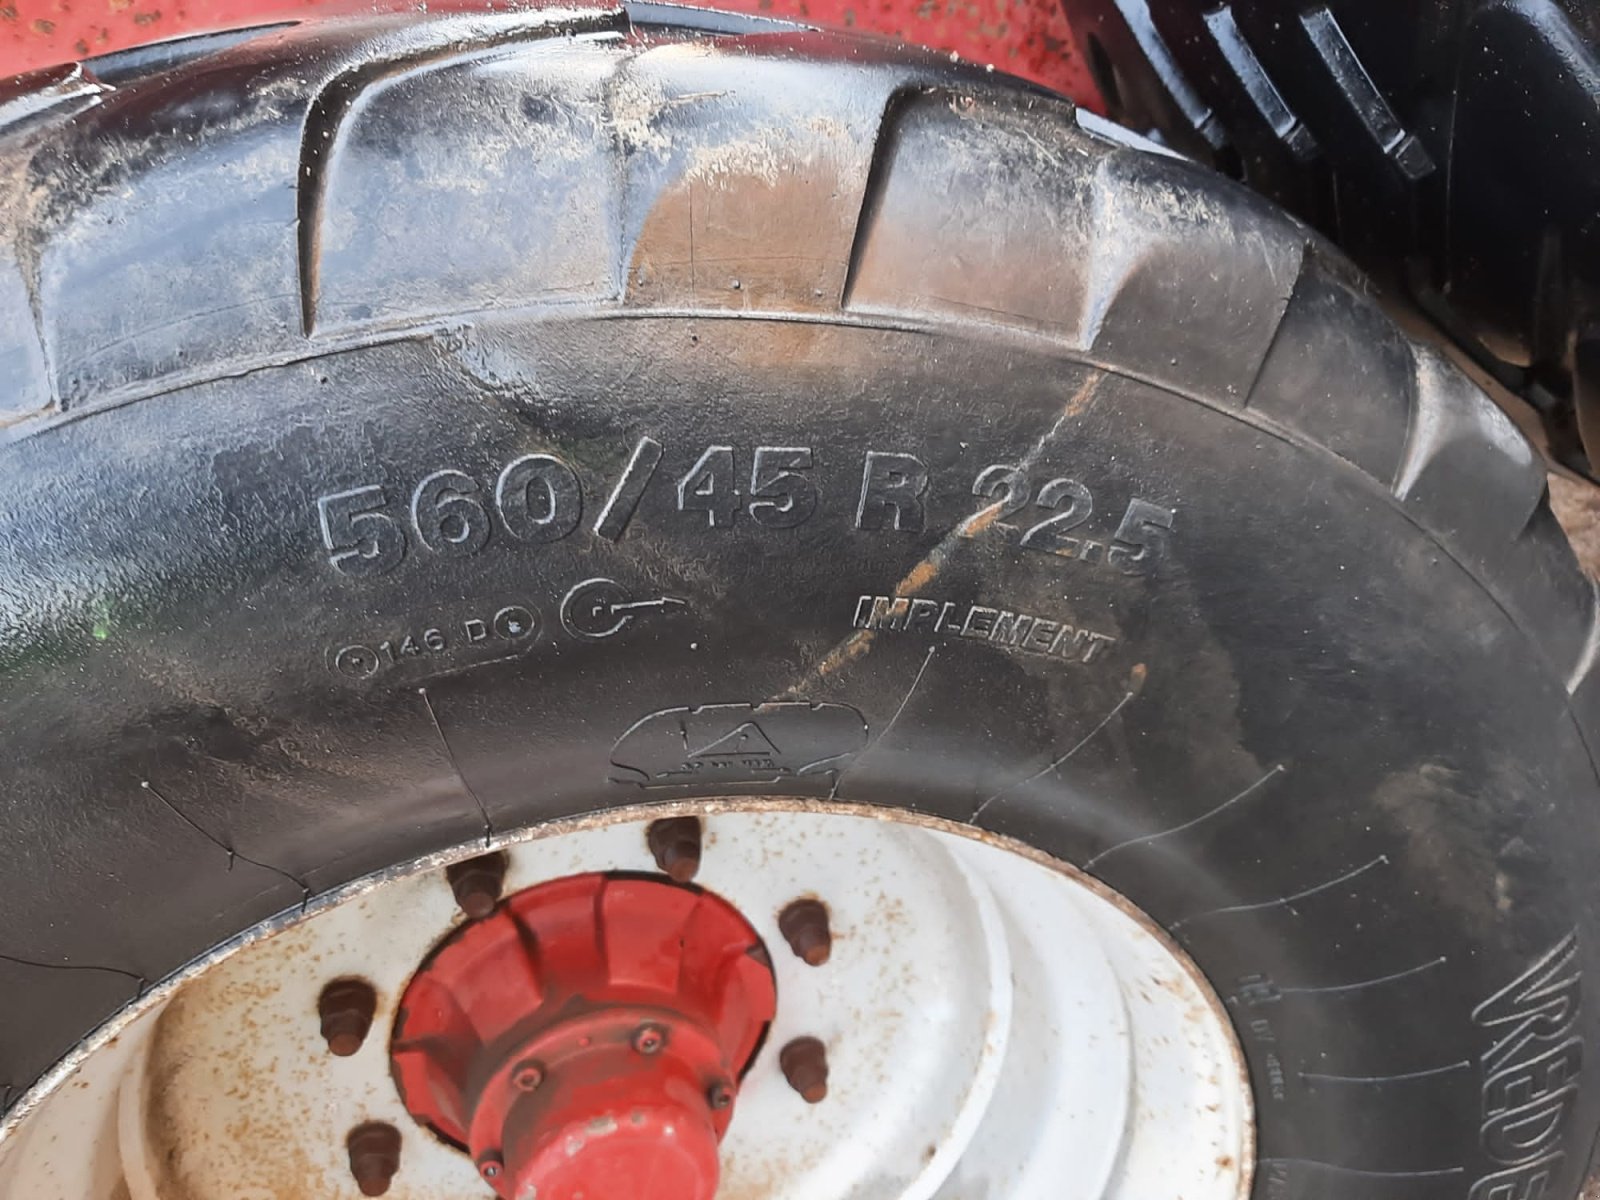 560/45 R 22.5
146 D
IMPLEMENT
VREDE